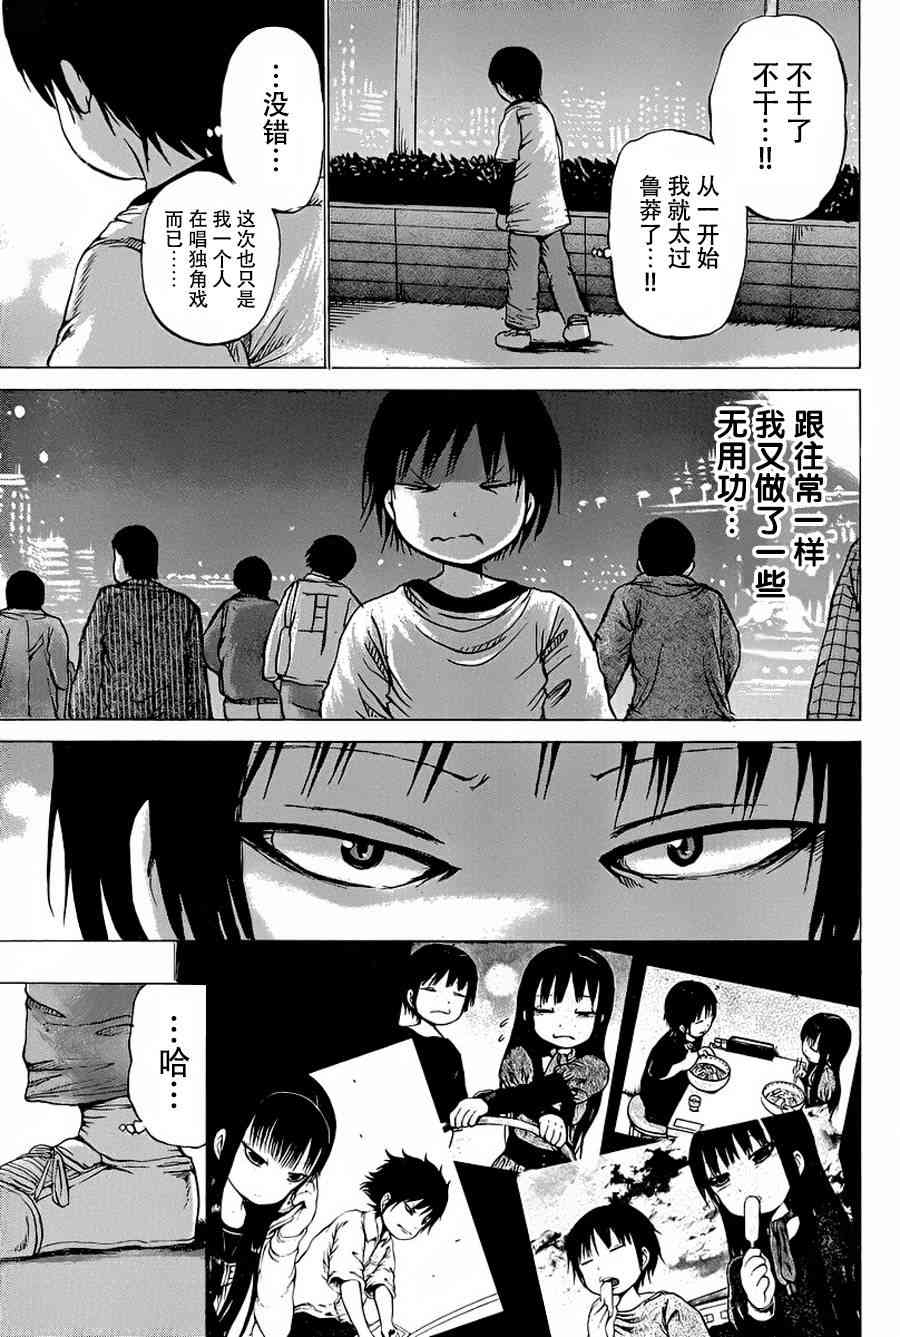 不干了
不干…!!
从一开始
我就太过
鲁莽了…!!
…没错…
这次也只是
我一个人
在唱独角戏
而已……
跟往常一样
我又做了一些
无用功…
…哈…